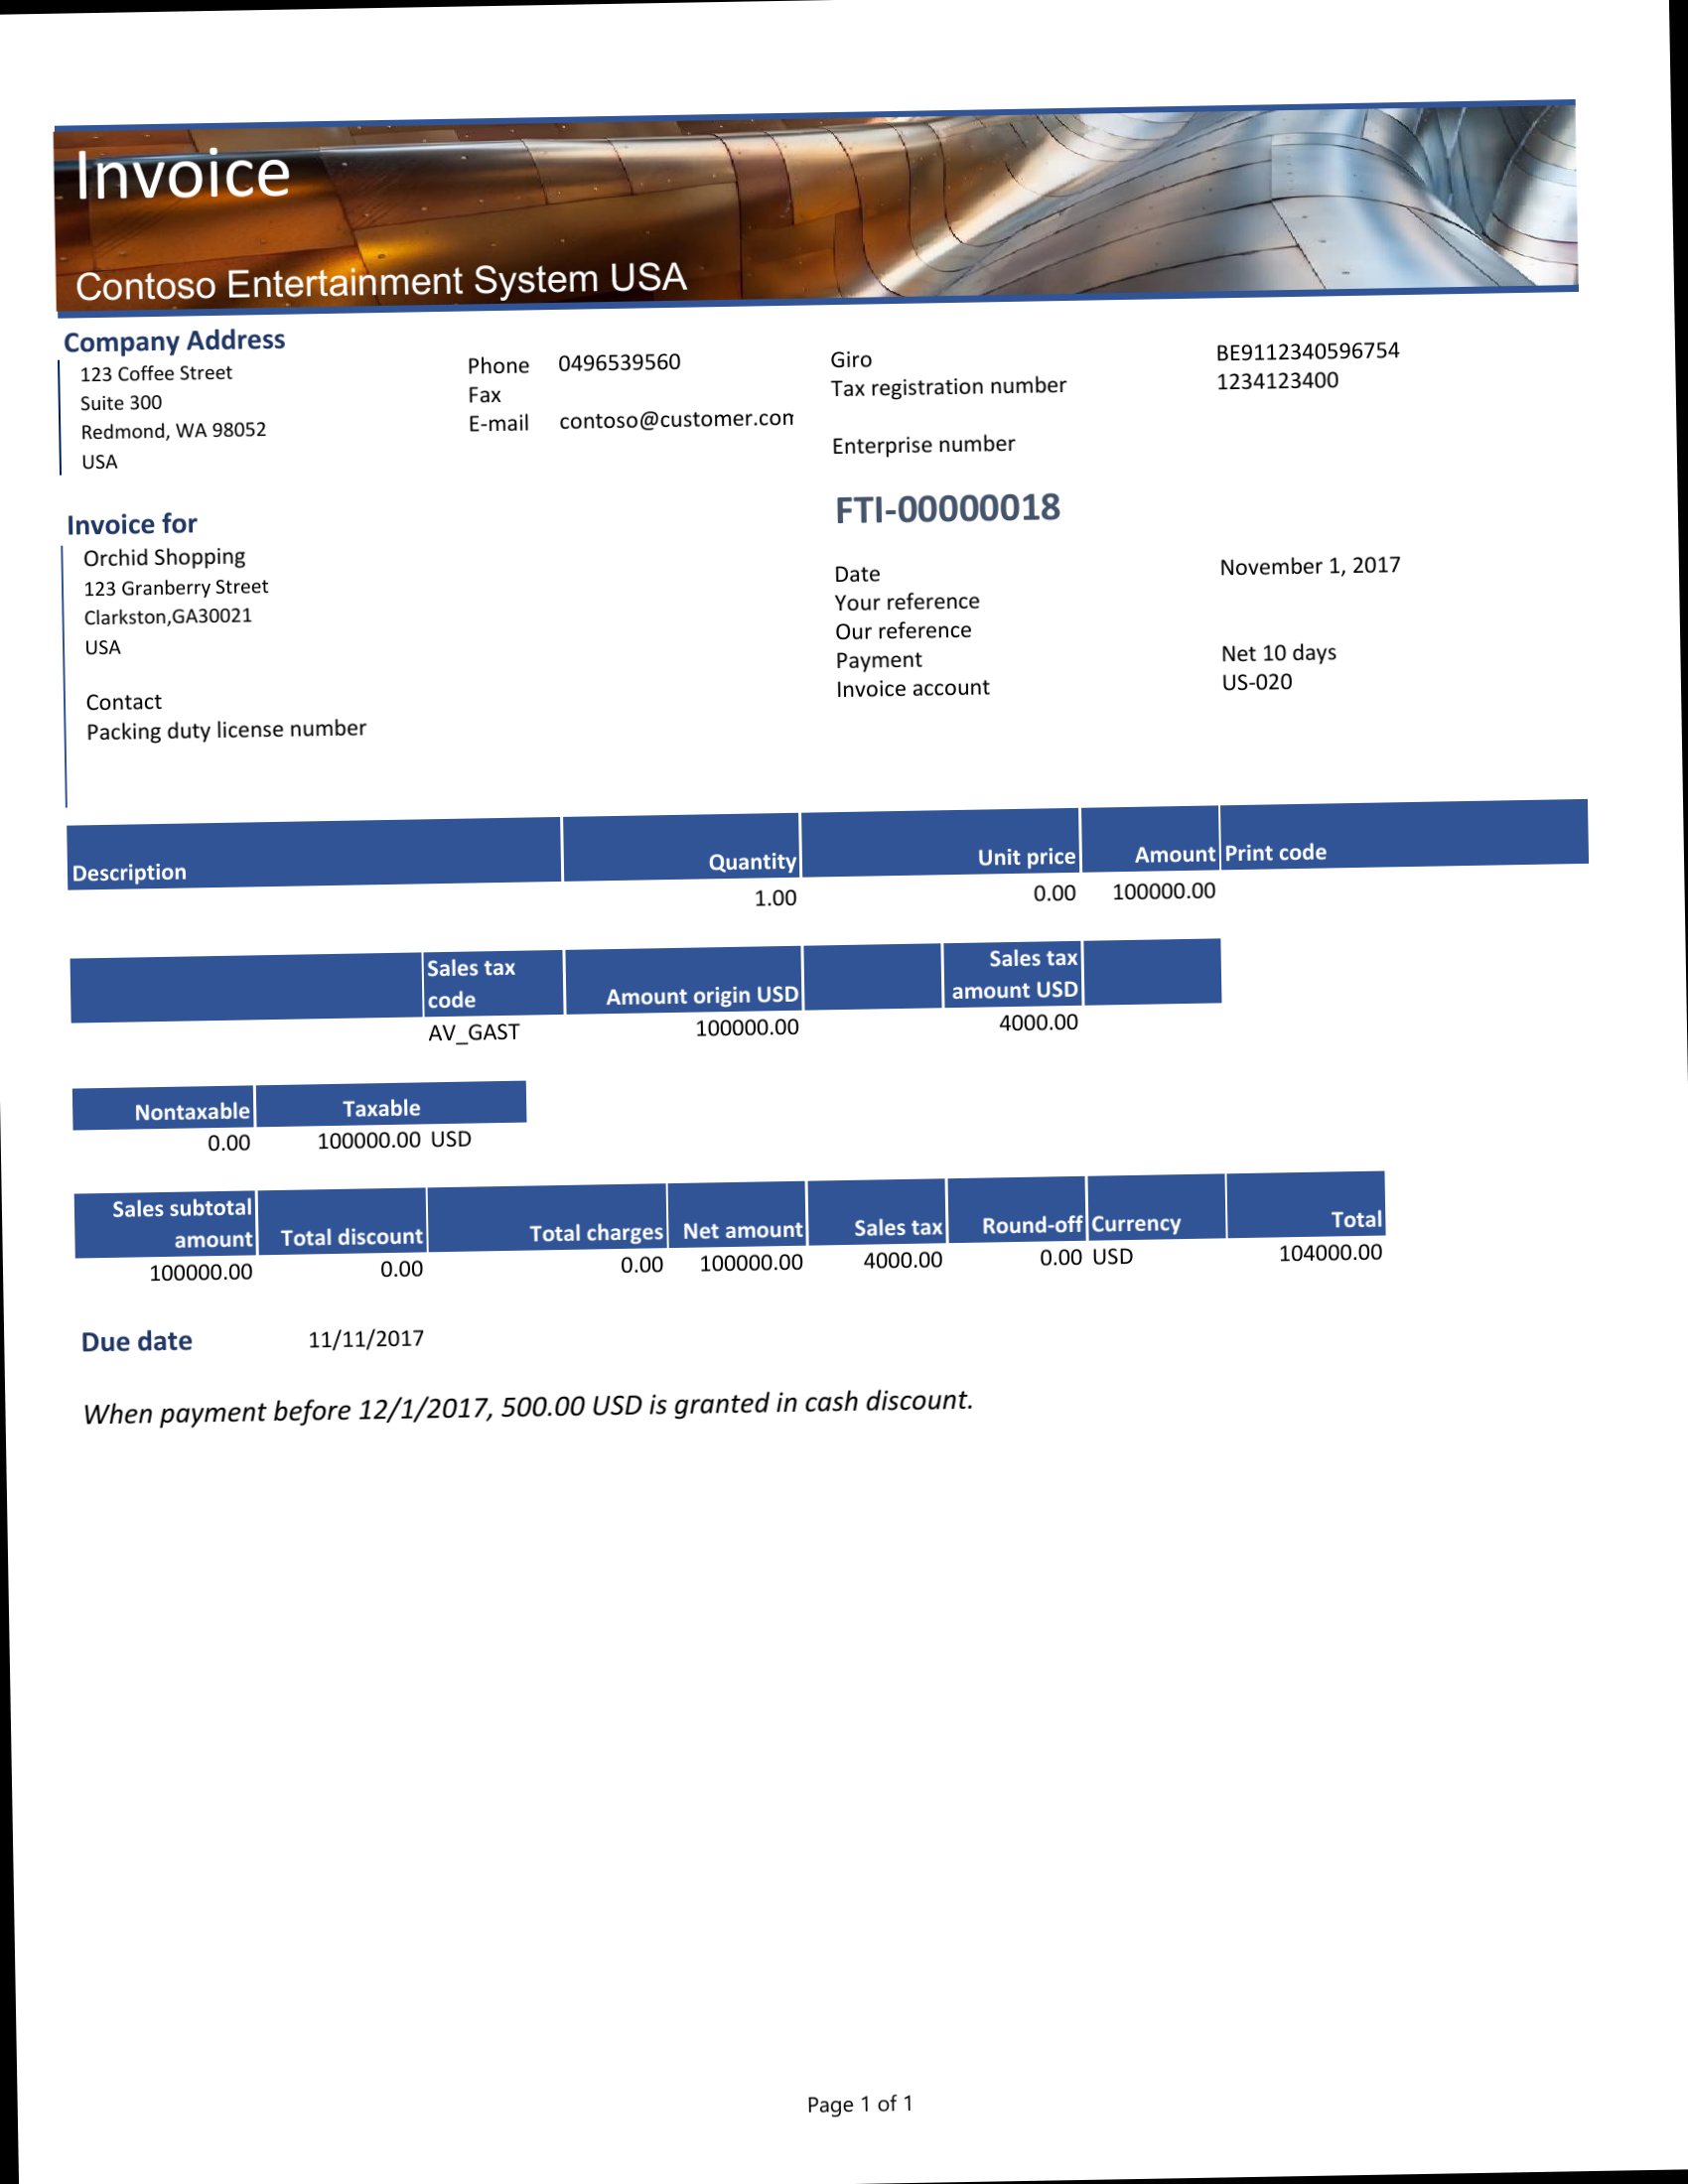 Invoice
Contoso Entertainment System USA
Company Address
123 Coffee Street
Suite 300
Redmond, WA 98052
USA
Phone 0496539560
Fax
E-mail contoso@customer.com
Giro BE9112340596754
Tax registration number 1234123400
Enterprise number
FTI-00000018
Invoice for
Orchid Shopping
123 Granberry Street
Clarkston,GA30021
USA
Contact
Packing duty license number
Date November 1, 2017
Your reference
Our reference
Payment Net 10 days
Invoice account US-020
Description Quantity Unit price Amount Print code
1.00 0.00 100000.00
Sales tax code Amount origin USD Sales tax amount USD
AV_GAST 100000.00 4000.00
Nontaxable Taxable
0.00 100000.00 USD
Sales subtotal amount Total discount Total charges Net amount Sales tax Round-off Currency Total
100000.00 0.00 0.00 100000.00 4000.00 0.00 USD 104000.00
Due date 11/11/2017
When payment before 12/1/2017, 500.00 USD is granted in cash discount.
Page 1 of 1